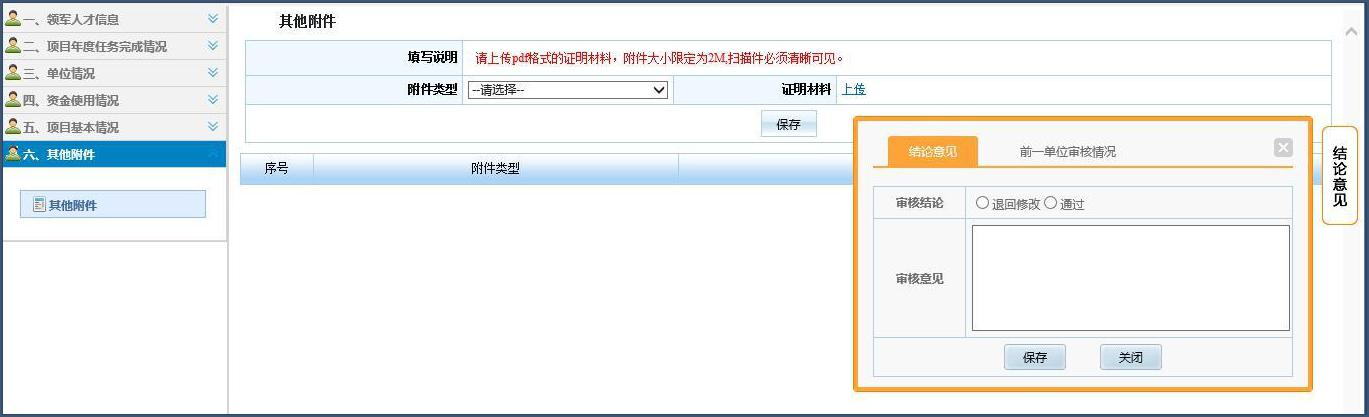 一、领军人才信息
二、项目年度任务完成情况
三、单位情况
四、资金使用情况
五、项目基本情况
六、其他附件
其他附件
其他附件
填写说明 请上传pdf格式的证明材料，附件大小限定为2M,扫描件必须清晰可见。
附件类型 --请选择-- 证明材料 上传
保存
序号 附件类型
结论意见 前一单位审核情况
审核结论 退回修改 通过
审核意见
保存 关闭
结论意见